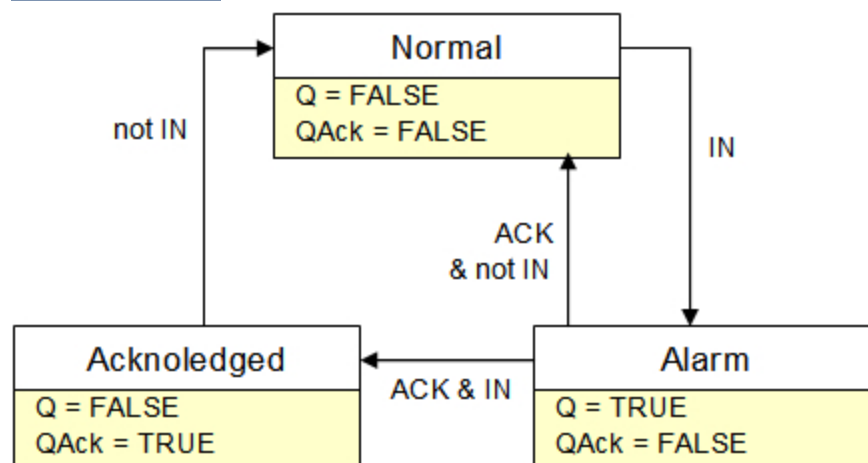 Normal
Q = FALSE
QAck = FALSE
not IN
IN
ACK
& not IN
Acknoledged
Q = FALSE
QAck = TRUE
ACK & IN
Alarm
Q = TRUE
QAck = FALSE